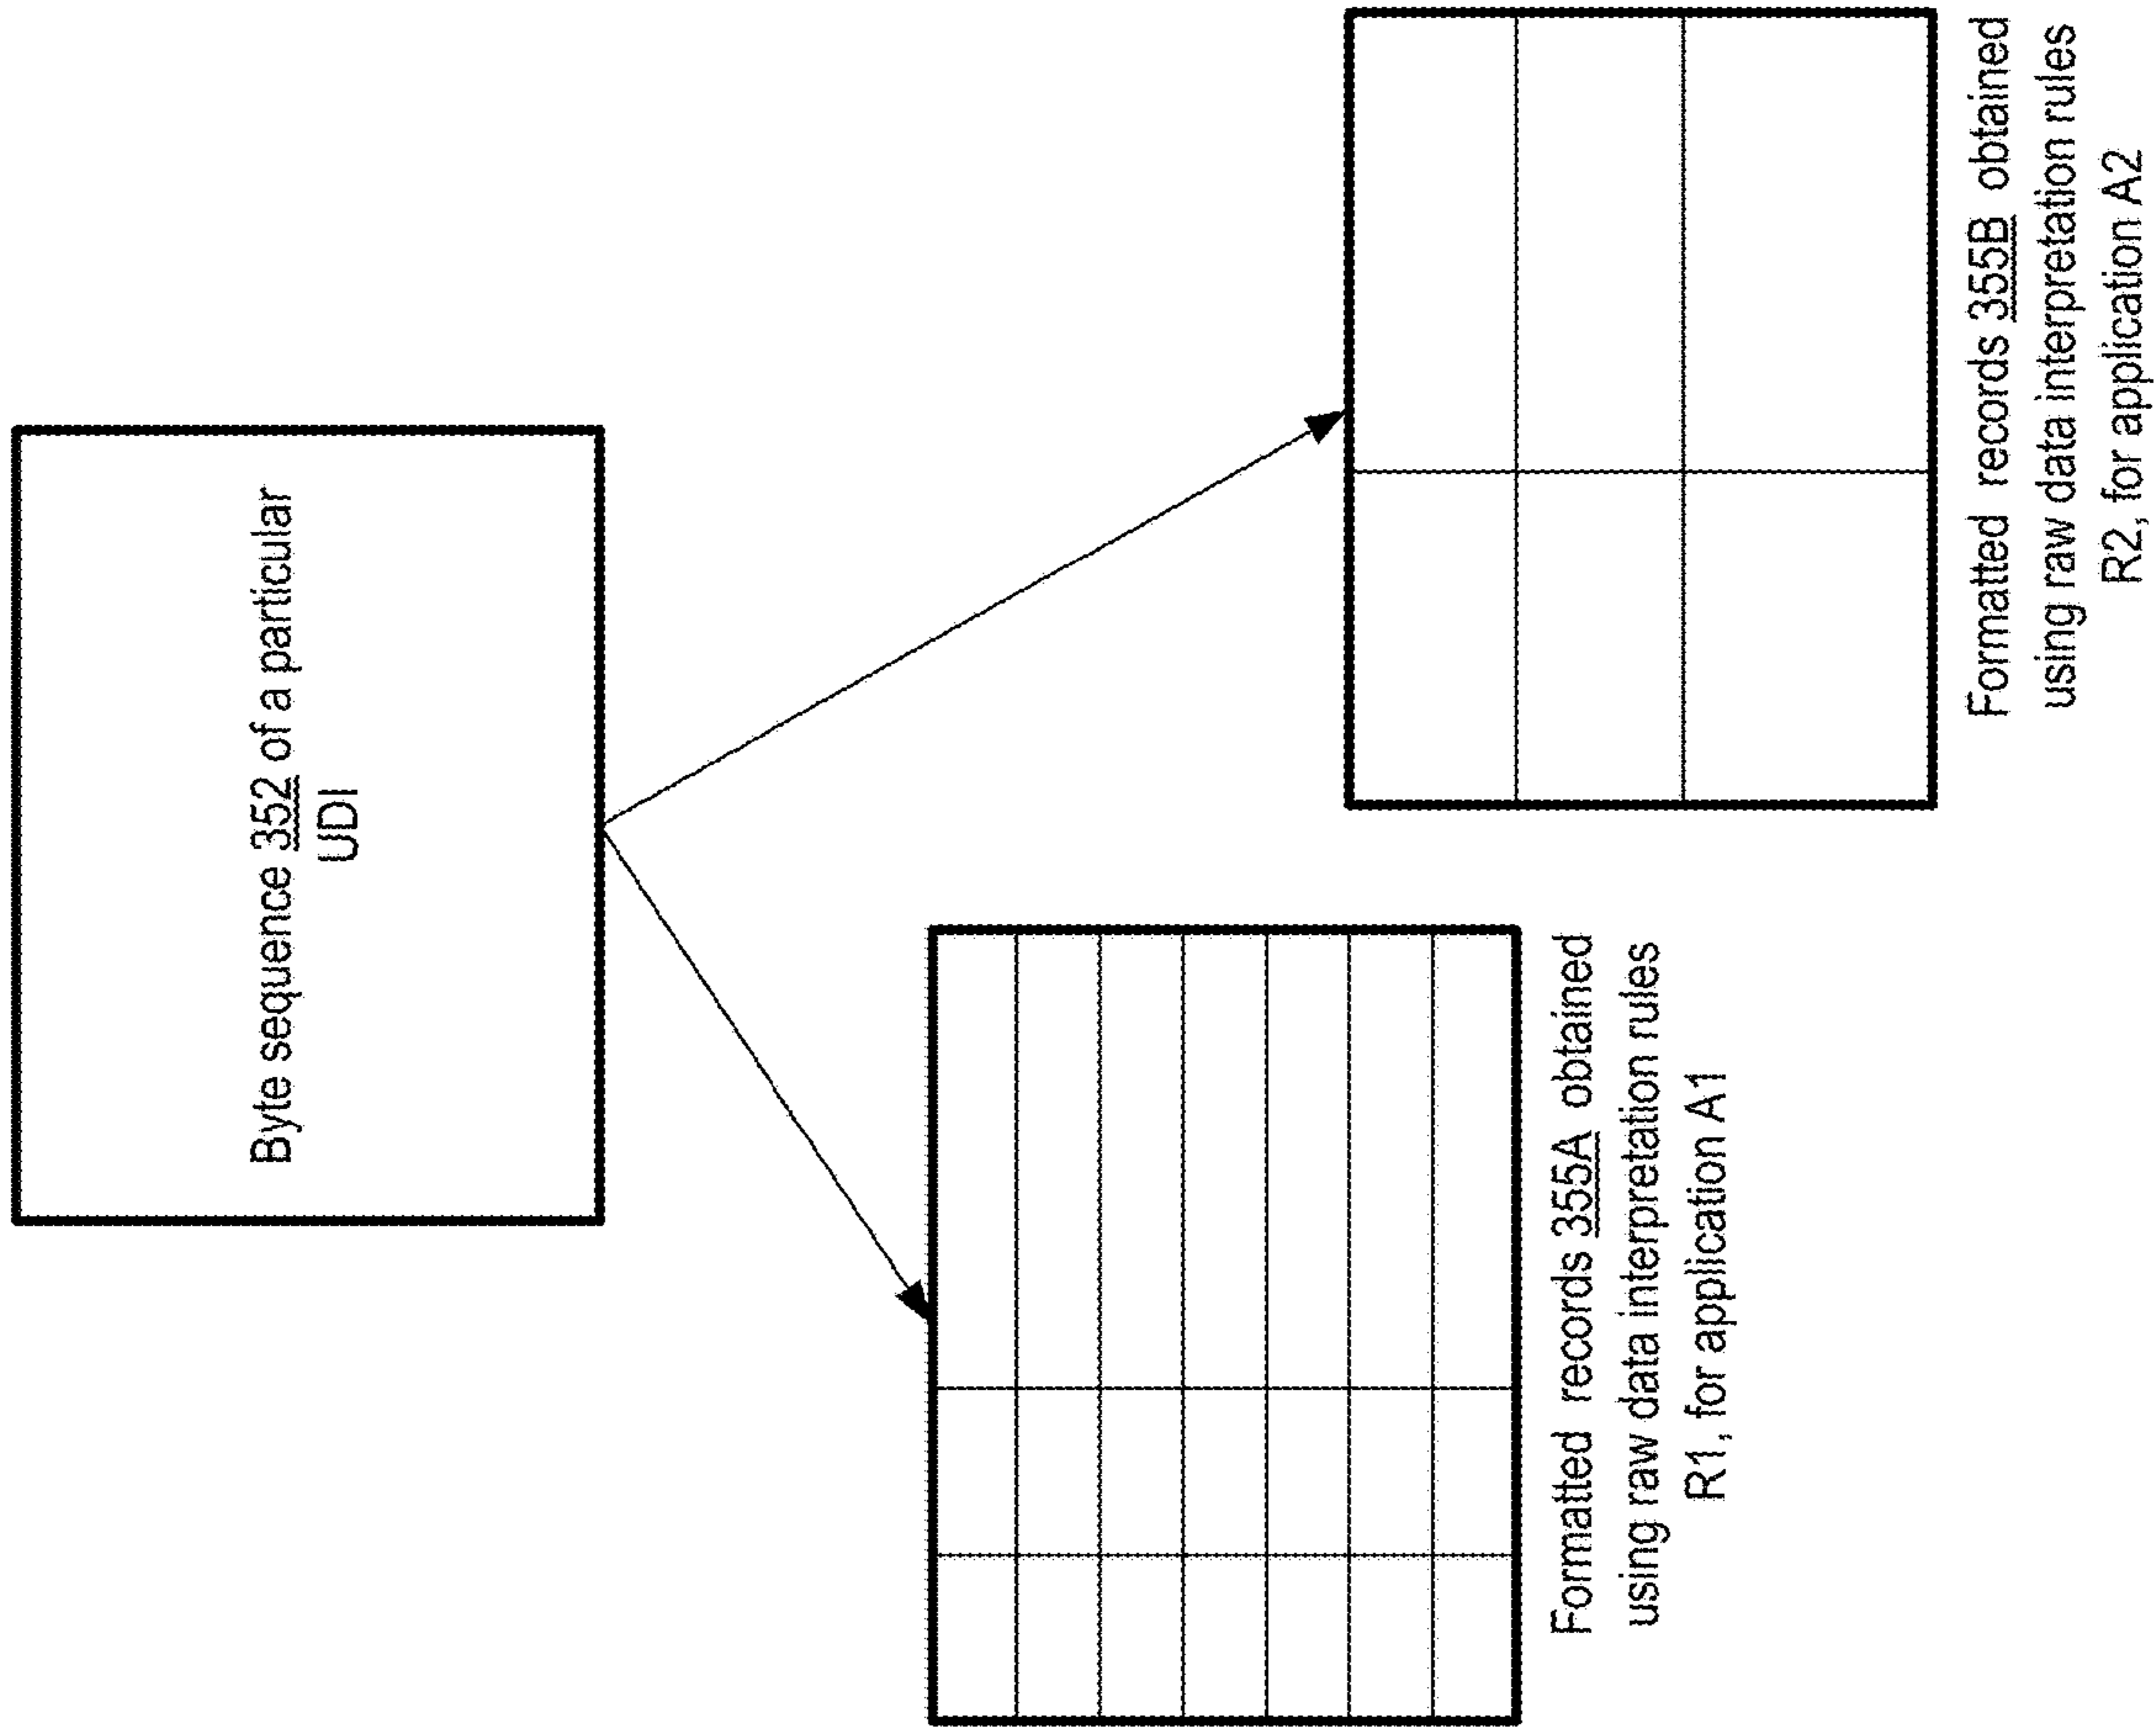 Byte sequence 352 of a particular
UDI
Formatted records 355A obtained
using raw data interpretation rules
R1, for application A1
Formatted records 355B obtained
using raw data interpretation rules
R2, for application A2